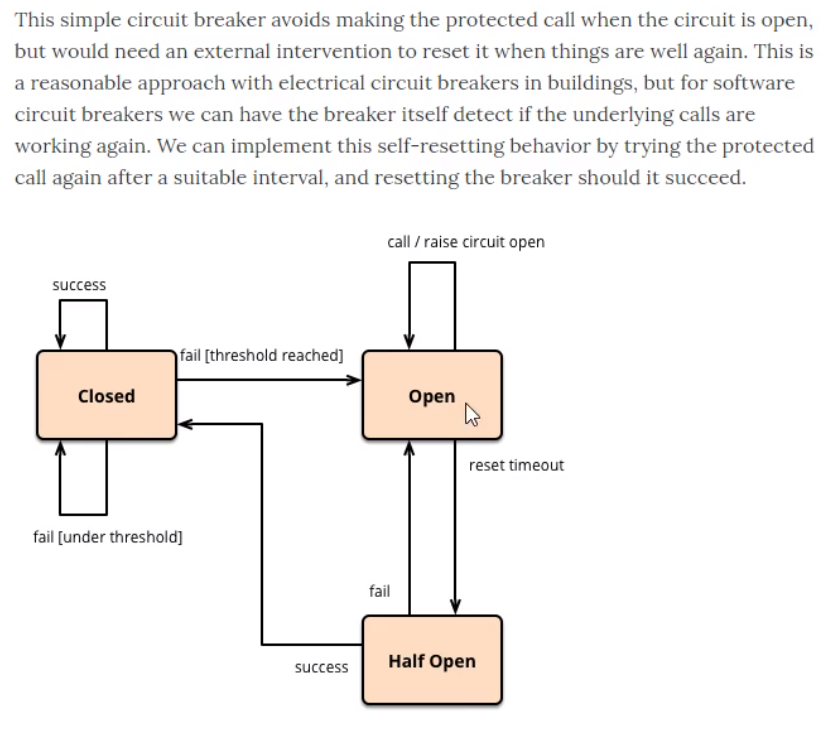 This simple circuit breaker avoids making the protected call when the circuit is open,
but would need an external intervention to reset it when things are well again. This is
a reasonable approach with electrical circuit breakers in buildings, but for software
circuit breakers we can have the breaker itself detect if the underlying calls are
working again. We can implement this self-resetting behavior by trying the protected
call again after a suitable interval, and resetting the breaker should it succeed.
call / raise circuit open
success
fail [threshold reached]
Closed
Open
reset timeout
fail [under threshold]
fail
Half Open
success